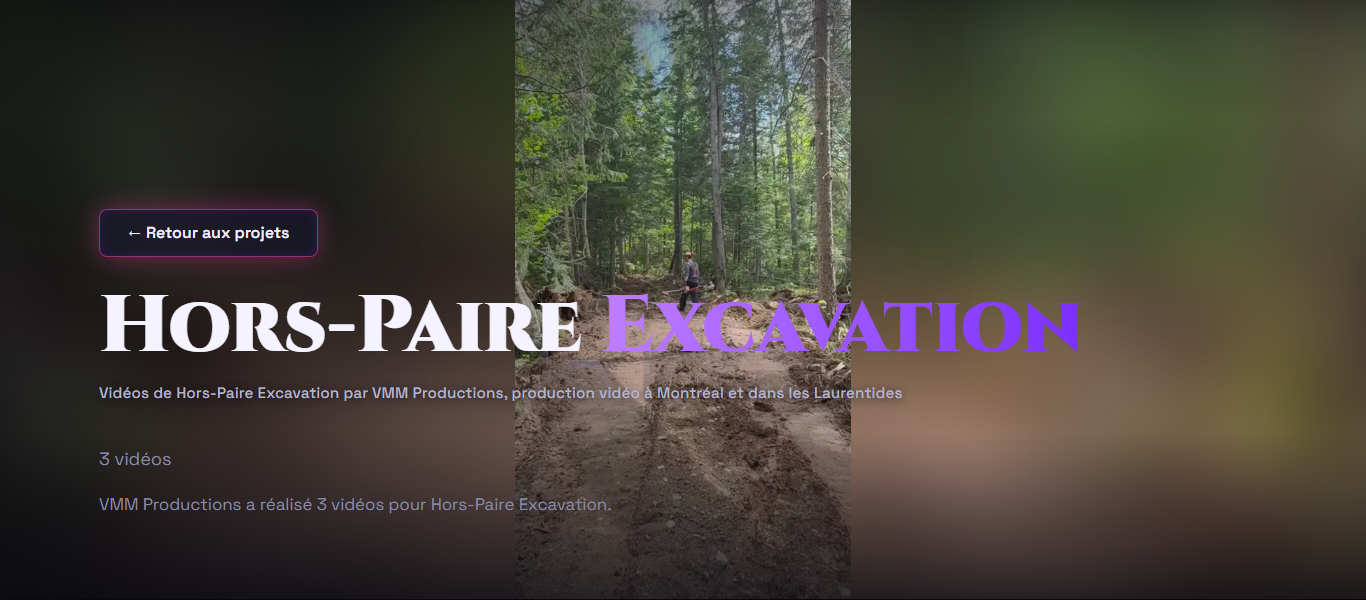 ← Retour aux projets
Hors-Paire Excavation
Vidéos de Hors-Paire Excavation par VMM Productions, production vidéo à Montréal et dans les Laurentides
3 vidéos
VMM Productions a réalisé 3 vidéos pour Hors-Paire Excavation.